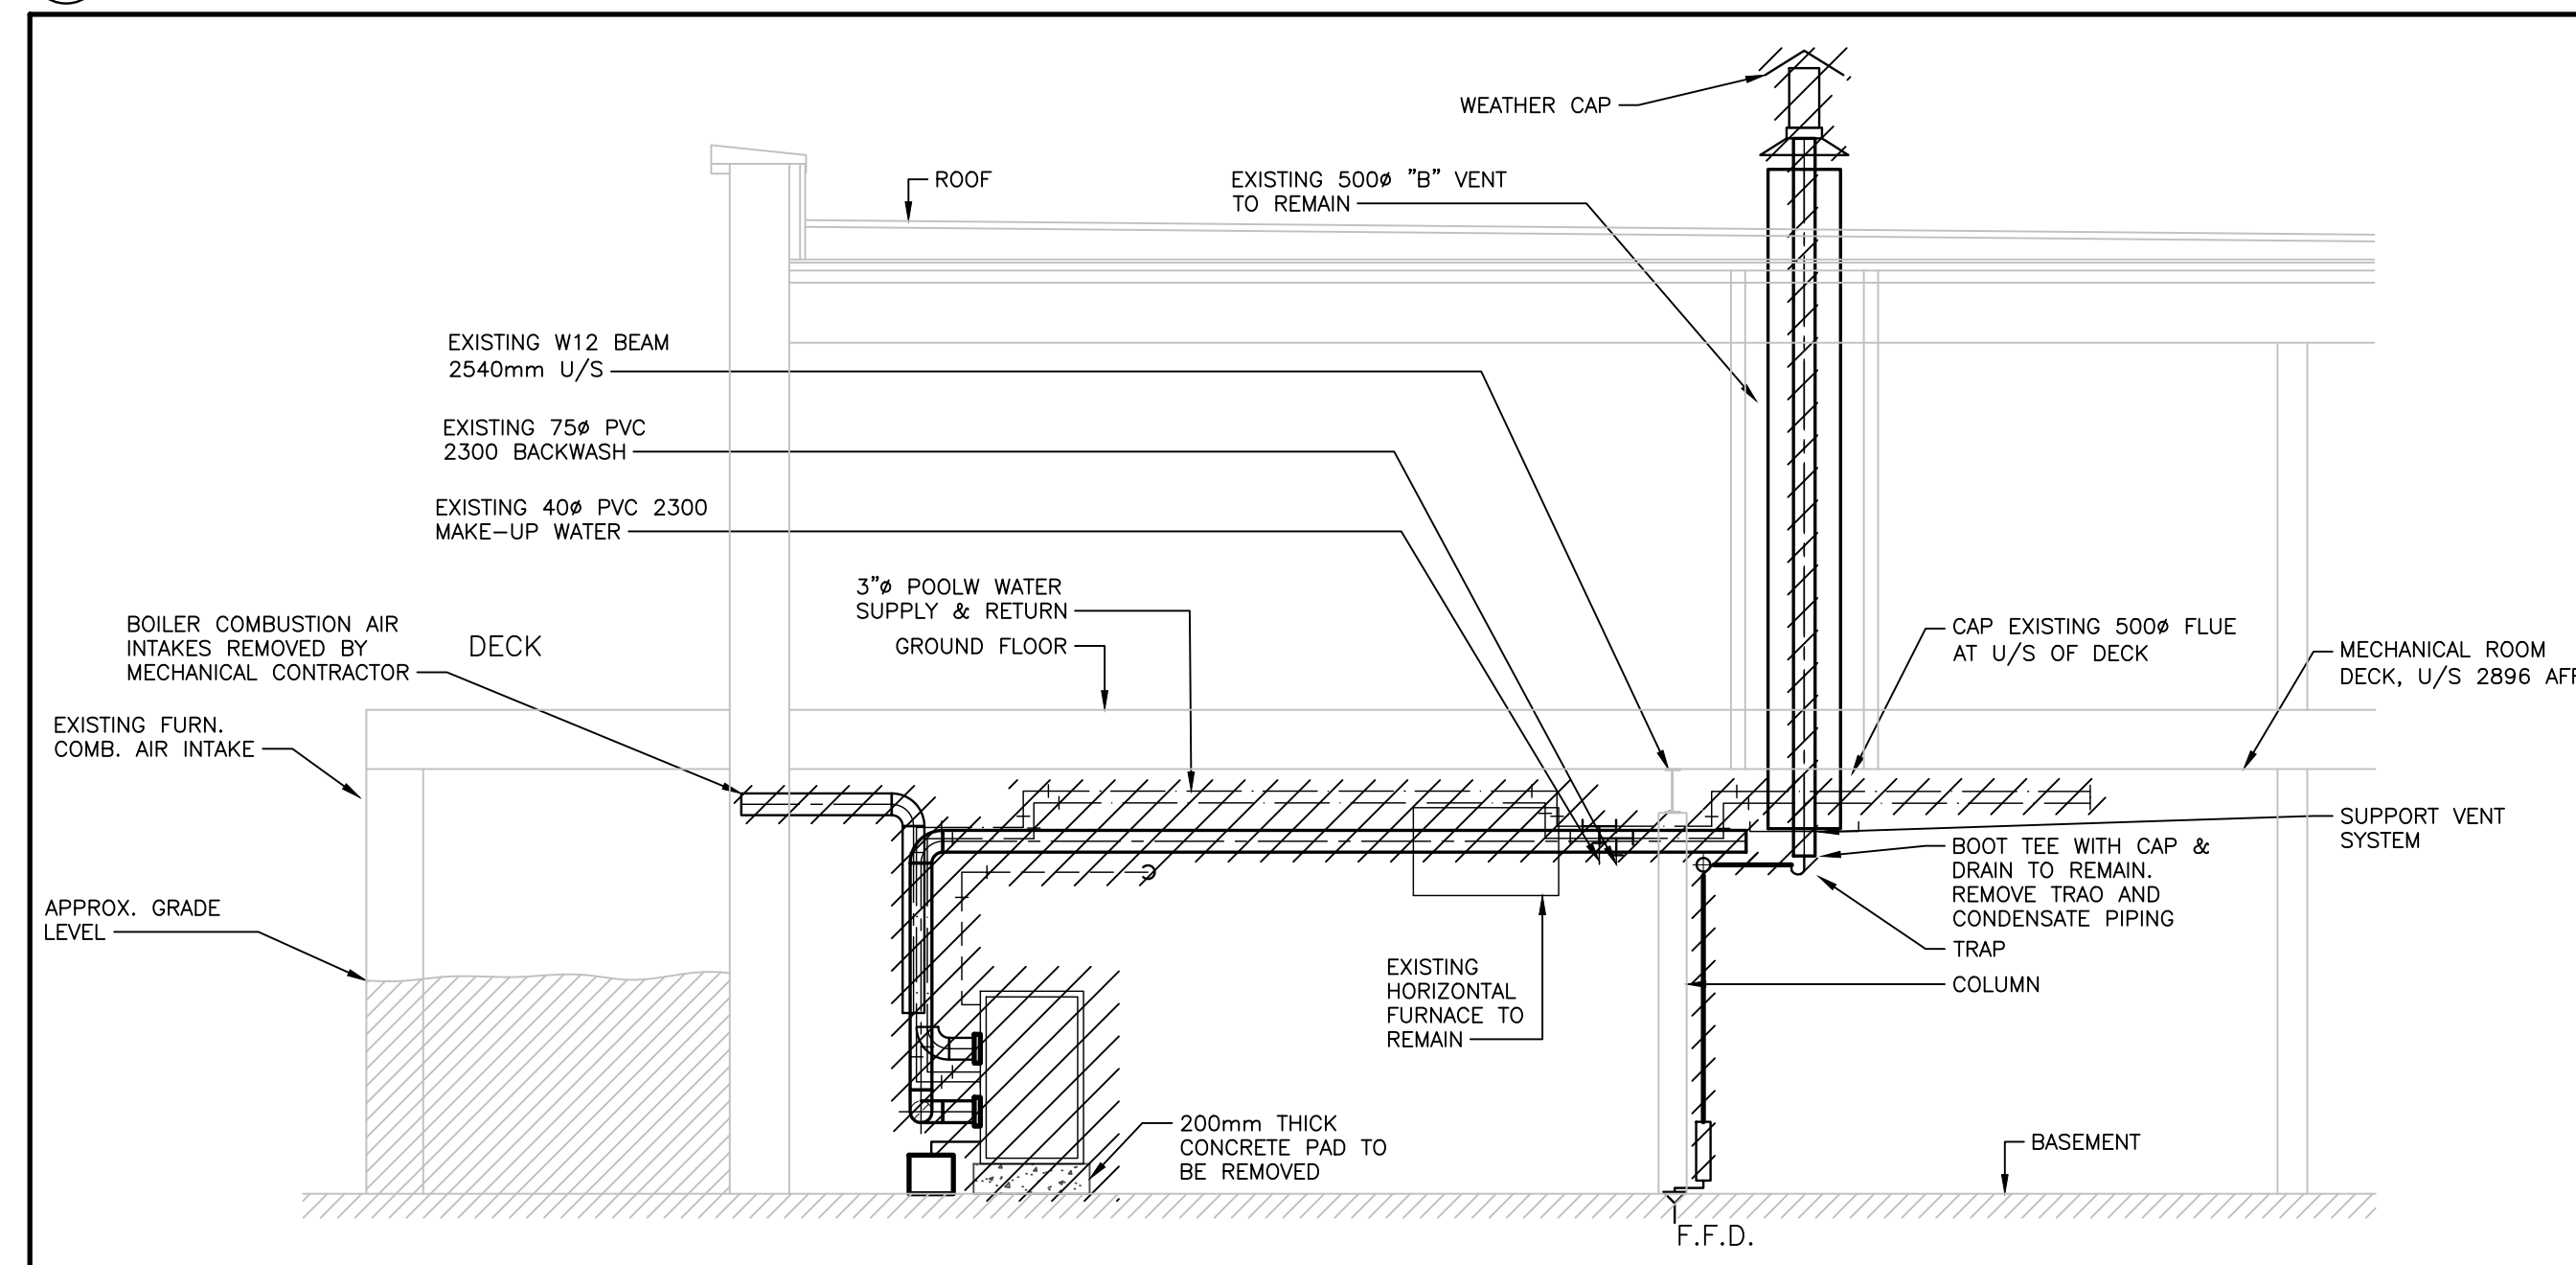 WEATHER CAP
ROOF
EXISTING 500ø "B" VENT
TO REMAIN
EXISTING W12 BEAM
2540mm U/S
EXISTING 75ø PVC
2300 BACKWASH
EXISTING 40ø PVC 2300
MAKE-UP WATER
3"ø POOLW WATER
SUPPLY & RETURN
GROUND FLOOR
BOILER COMBUSTION AIR
INTAKES REMOVED BY
MECHANICAL CONTRACTOR
DECK
EXISTING FURN.
COMB. AIR INTAKE
APPROX. GRADE
LEVEL
CAP EXISTING 500ø FLUE
AT U/S OF DECK
MECHANICAL ROOM
DECK, U/S 2896
SUPPORT VENT
SYSTEM
BOOT TEE WITH CAP &
DRAIN TO REMAIN.
REMOVE TRAO AND
CONDENSATE PIPING
TRAP
COLUMN
EXISTING
HORIZONTAL
FURNACE TO
REMAIN
200mm THICK
CONCRETE PAD TO
BE REMOVED
BASEMENT
F.F.D.